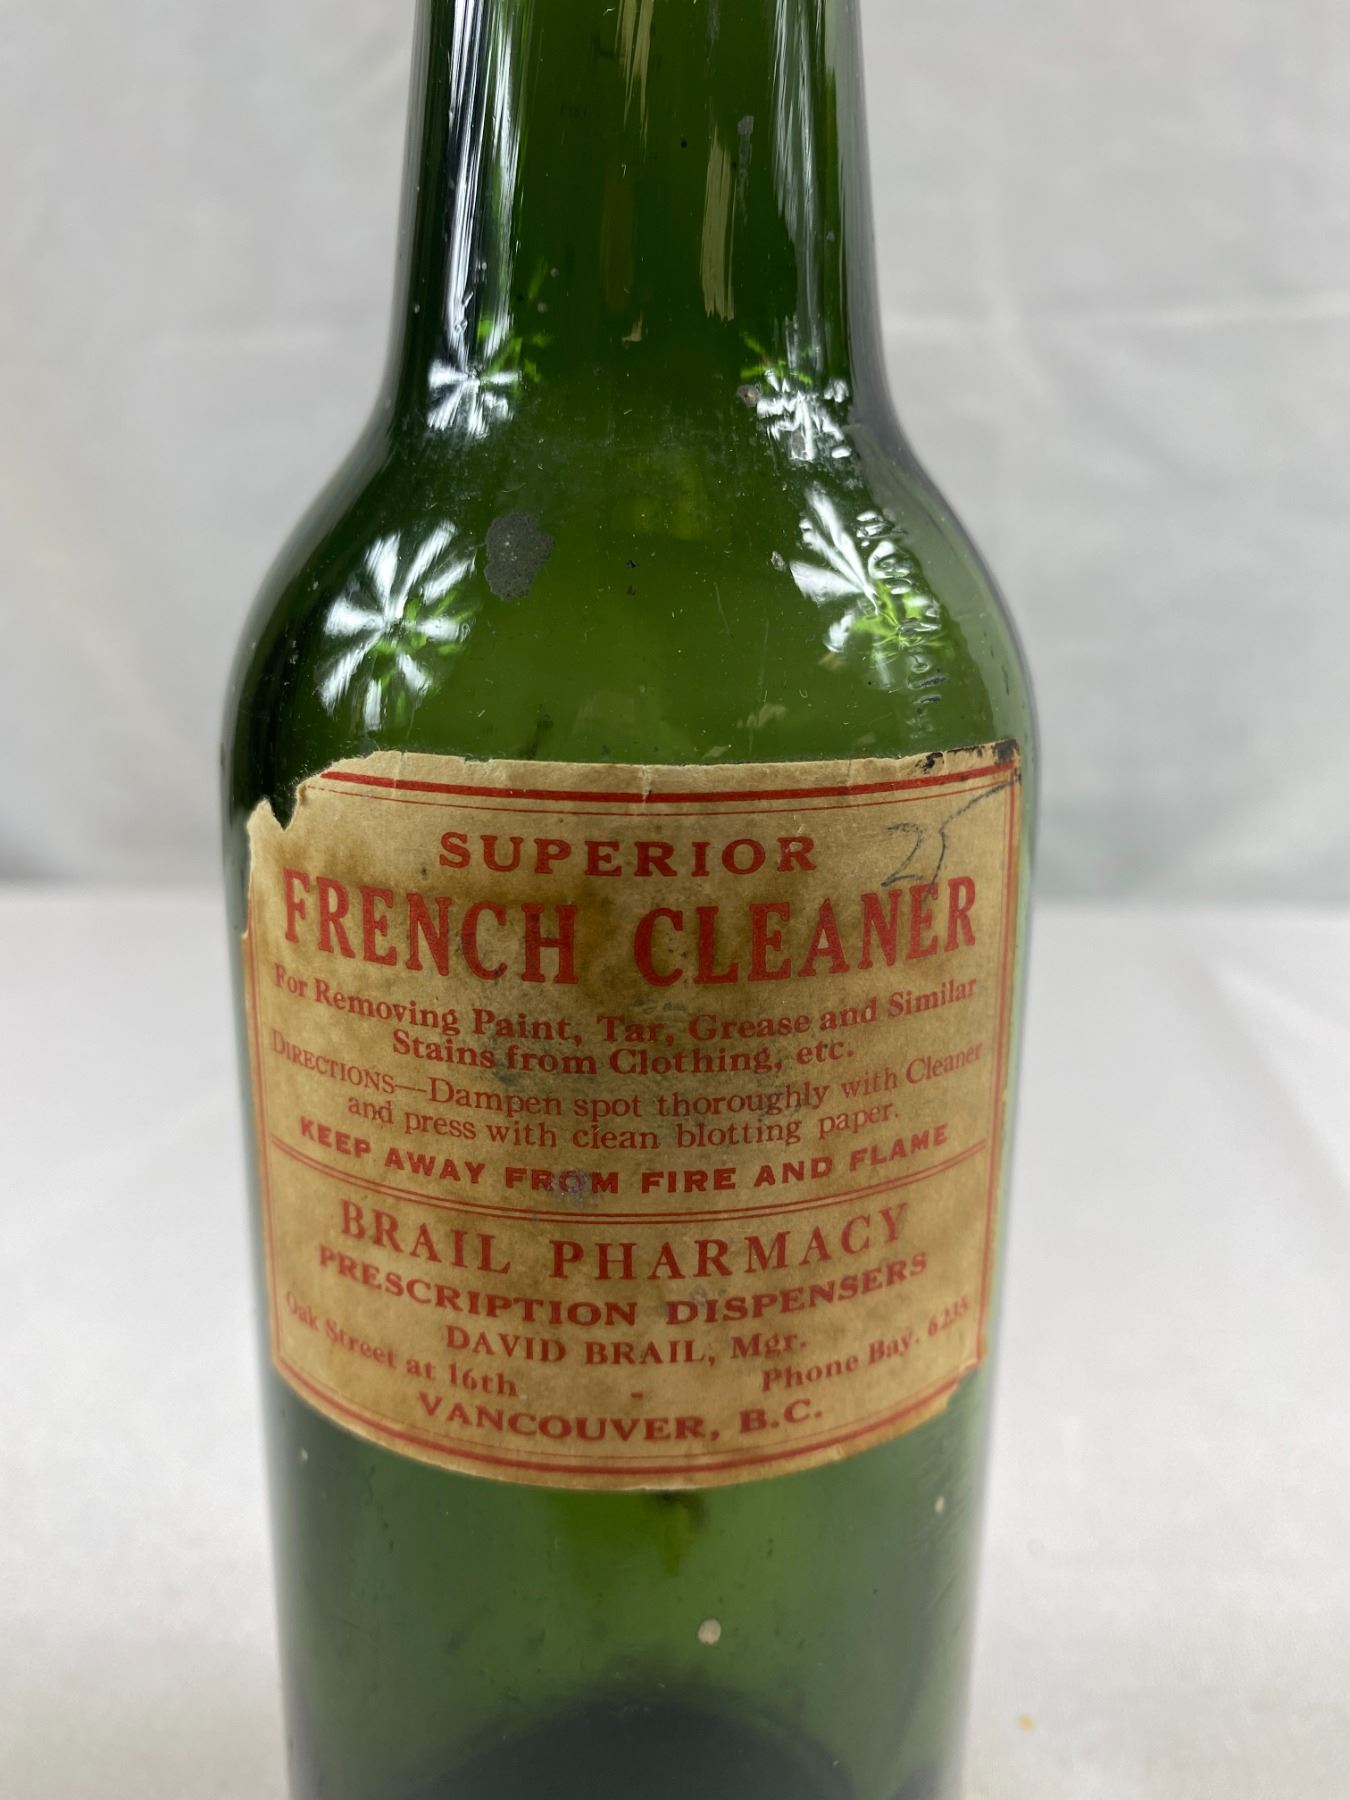 SUPERIOR
25
FRENCH CLEANER
For Removing Paint, Tar, Grease and Similar
Stains from Clothing, etc.
DIRECTIONS—Dampen spot thoroughly with Cleaner
and press with clean blotting paper.
KEEP AWAY FROM FIRE AND FLAME
BRAIL PHARMACY
PRESCRIPTION DISPENSERS
DAVID BRAIL, Mgr.
Oak Street at 16th - Phone Bay. 6235
VANCOUVER, B.C.